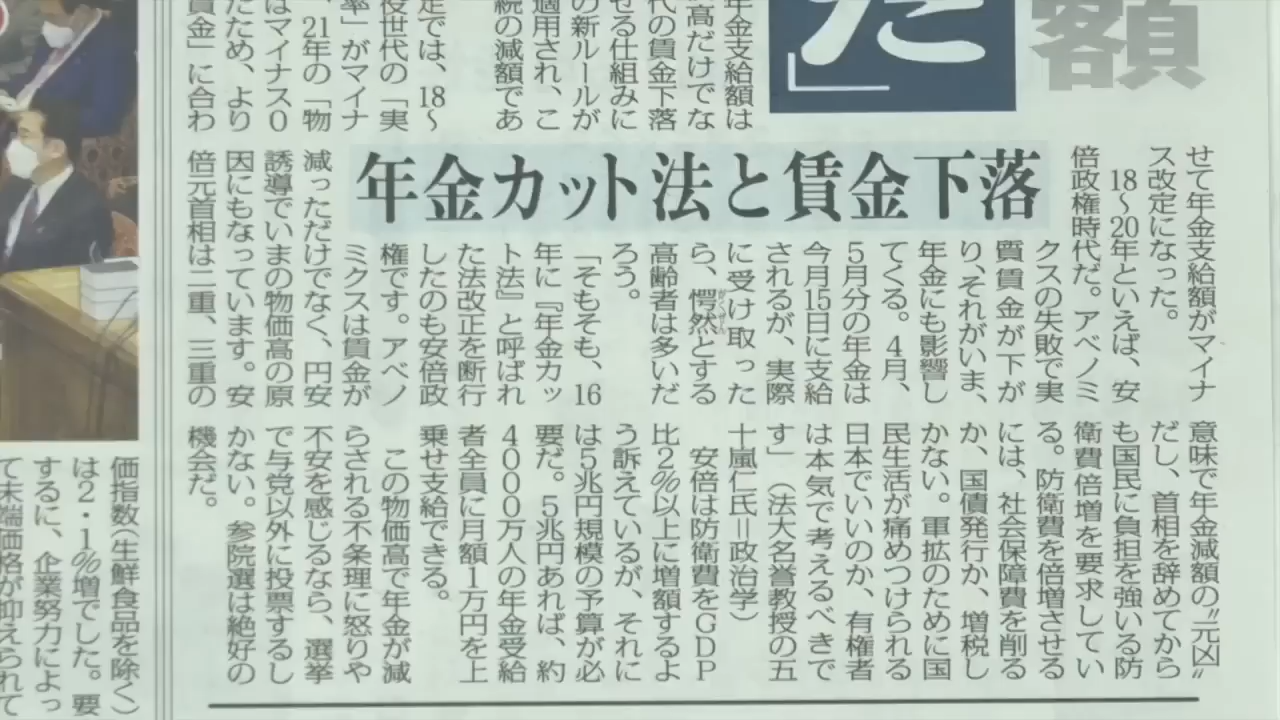 額
た」
年金支給額は
高だけでな
代の賃金下落
せる仕組みに
の新ルールが
適用され、こ
続の減額であ
定では、18〜
役世代の「実
率」がマイナ
、21年の「物
はマイナス0
たため、より
賃金」に合わ
年金カット法と賃金下落
せて年金支給額がマイナ
ス改定になった。
18〜20年といえば、安
倍政権時代だ。アベノミ
クスの失敗で実
質賃金が下が
り、それがいま、
年金にも影響し
てくる。4月、
5月分の年金は
今月15日に支給
されるが、実際
に受け取った
ら、愕然とする
高齢者は多いだ
ろう。
「そもそも、16
年に『年金カッ
ト法』と呼ばれ
た法改正を断行
したのも安倍政
権です。アベノ
ミクスは賃金が
減っただけでなく、円安
誘導でいまの物価高の原
因にもなっています。安
倍元首相は二重、三重の
意味で年金減額の〝元凶〟
だし、首相を辞めてから
も国民に負担を強いる防
衛費倍増を要求してい
る。防衛費を倍増させる
には、社会保障費を削る
か、国債発行か、増税し
かない。軍拡のために国
民生活が痛めつけられる
日本でいいのか、有権者
は本気で考えるべきで
す」（法大名誉教授の五
十嵐仁氏＝政治学）
安倍は防衛費をGDP
比2％以上に増額するよ
う訴えているが、それに
は5兆円規模の予算が必
要だ。5兆円あれば、約
4000万人の年金受給
者全員に月額1万円を上
乗せ支給できる。
この物価高で年金が減
らされる不条理に怒りや
不安を感じるなら、選挙
で与党以外に投票するし
かない。参院選は絶好の
機会だ。
価指数（生鮮食品を除く）
は2・1％増でした。要
するに、企業努力によっ
て末端価格が抑えられて